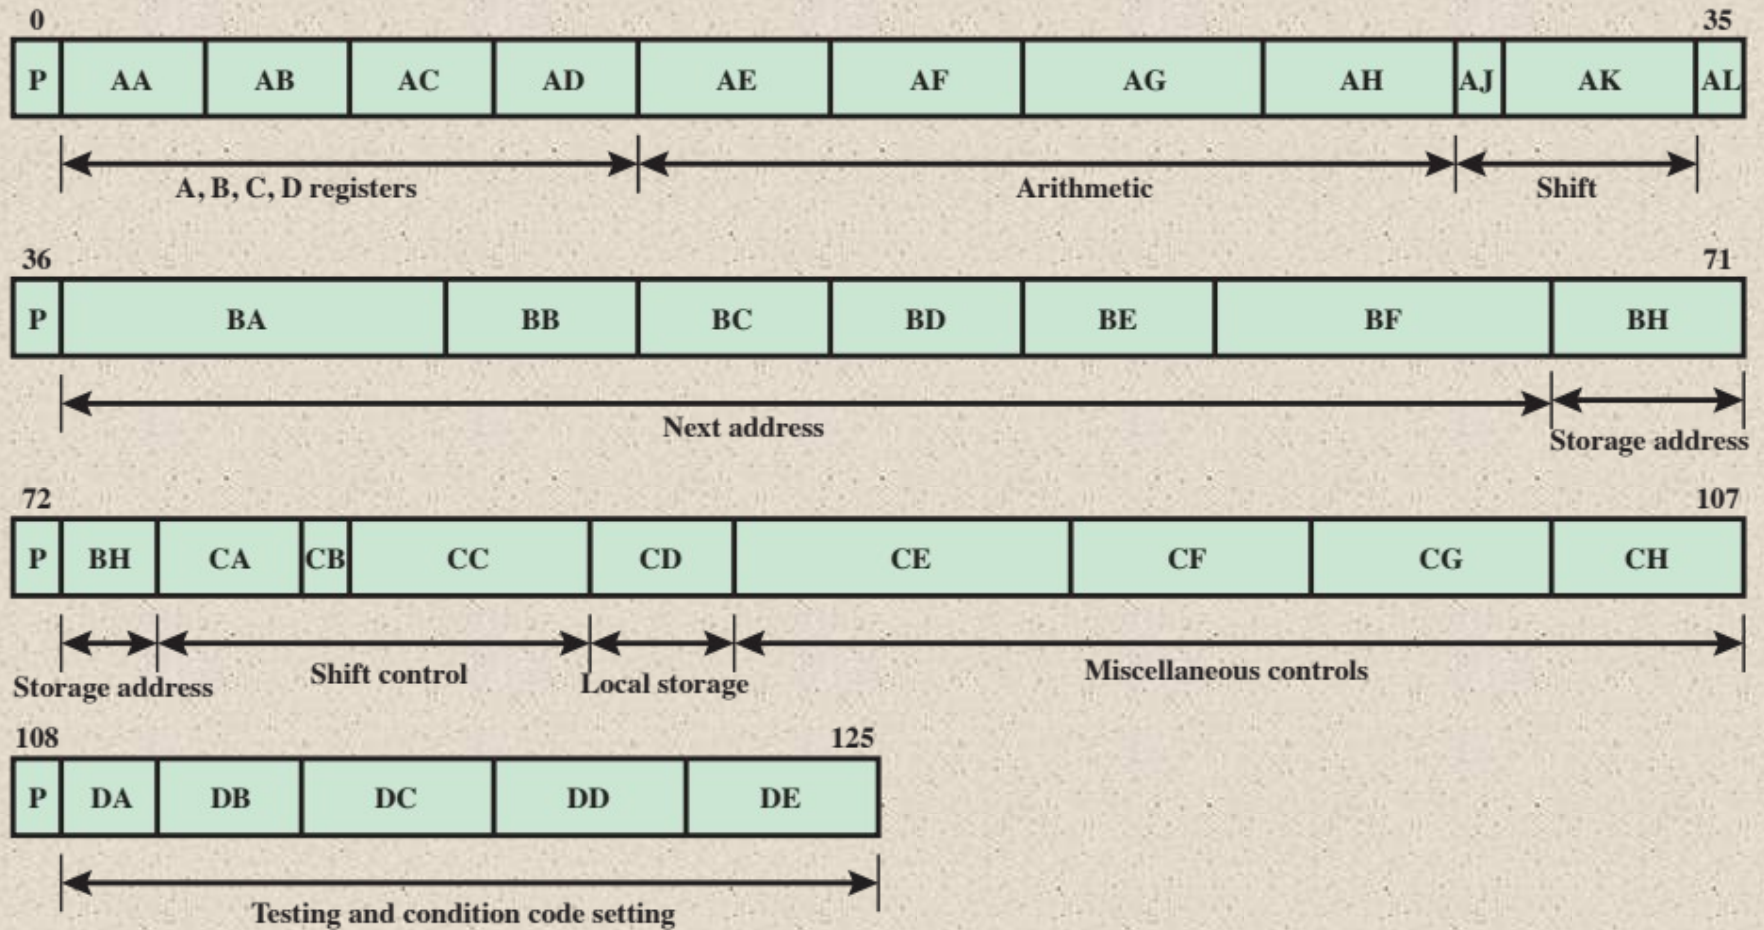 0 35
P AA AB AC AD AE AF AG AH AJ AK AL
A, B, C, D registers Arithmetic Shift
36 71
P BA BB BC BD BE BF BH
Next address
Storage address
72 107
P BH CA CB CC CD CE CF CG CH
Storage address Shift control Local storage Miscellaneous controls
108 125
P DA DB DC DD DE
Testing and condition code setting